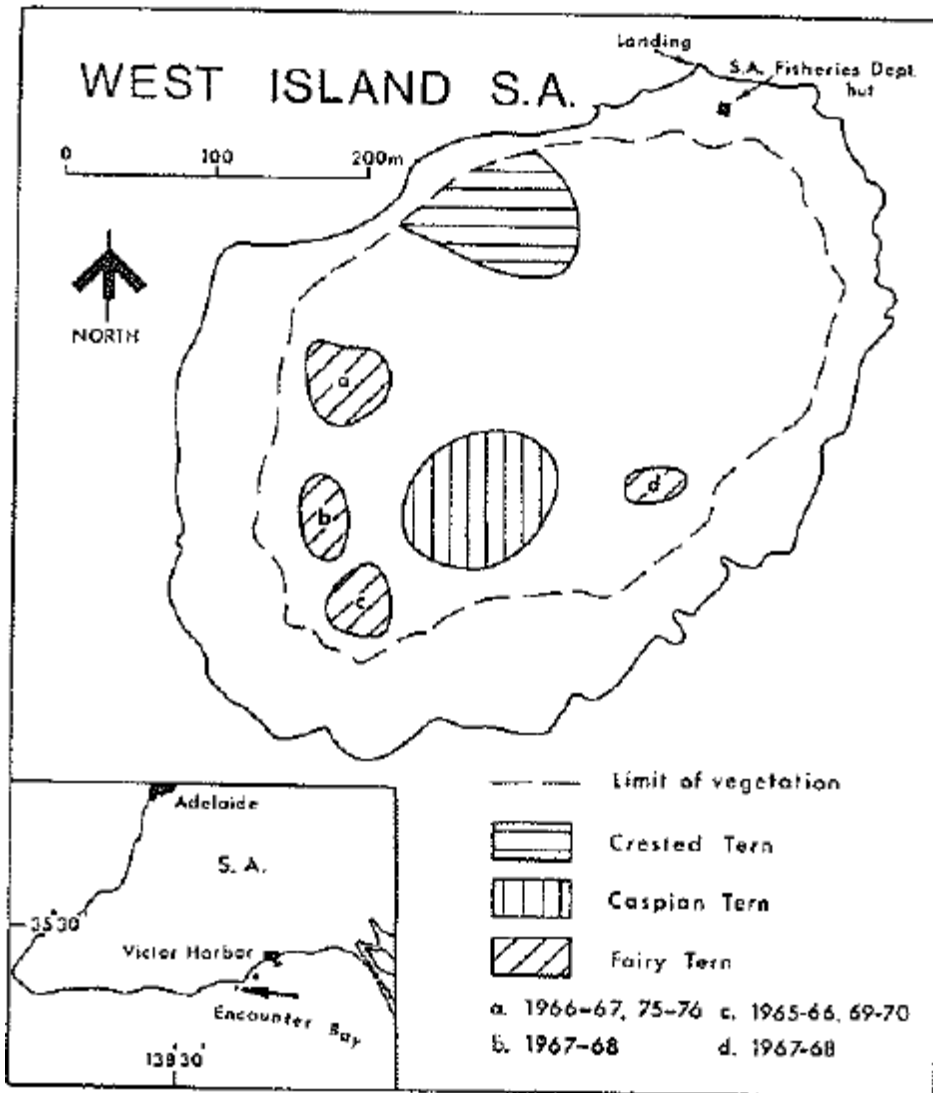 Landing
S.A. Fisheries Dept.
hut
WEST ISLAND S.A.
0 100 200m
NORTH
a
b
c
d
Adelaide
S.A.
35°30'
Victor Harbor
Encounter Bay
138°30'
Limit of vegetation
Crested Tern
Caspian Tern
Fairy Tern
a. 1966-67, 75-76 c. 1965-66, 69-70
b. 1967-68 d. 1967-68